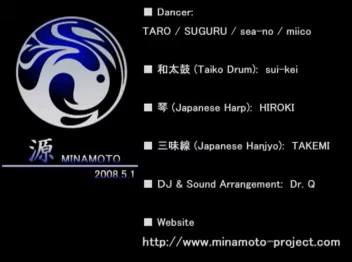 ■ Dancer:
TARO / SUGURU / sea-no / miico
■ 和太鼓 (Taiko Drum): sui-kei
■ 琴 (Japanese Harp): HIROKI
■ 三味線 (Japanese Hanjyo): TAKEMI
■ DJ & Sound Arrangement: Dr. Q
■ Website
http://www.minamoto-project.com
源 MINAMOTO
2008.5.1